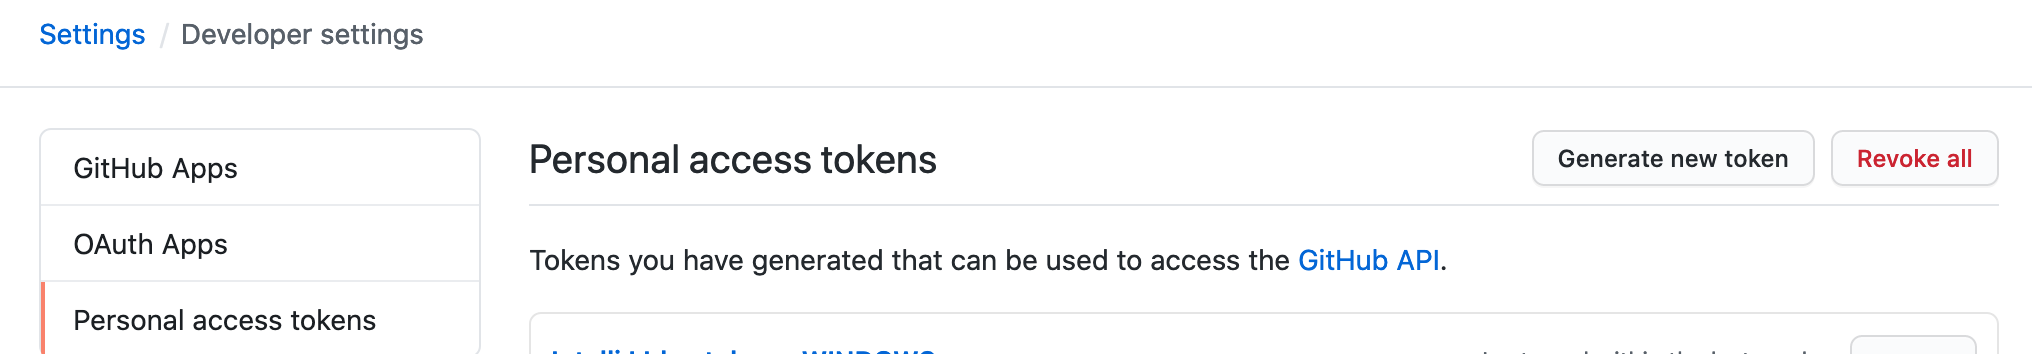 Settings / Developer settings
GitHub Apps
OAuth Apps
Personal access tokens
Personal access tokens
Generate new token
Revoke all
Tokens you have generated that can be used to access the GitHub API.